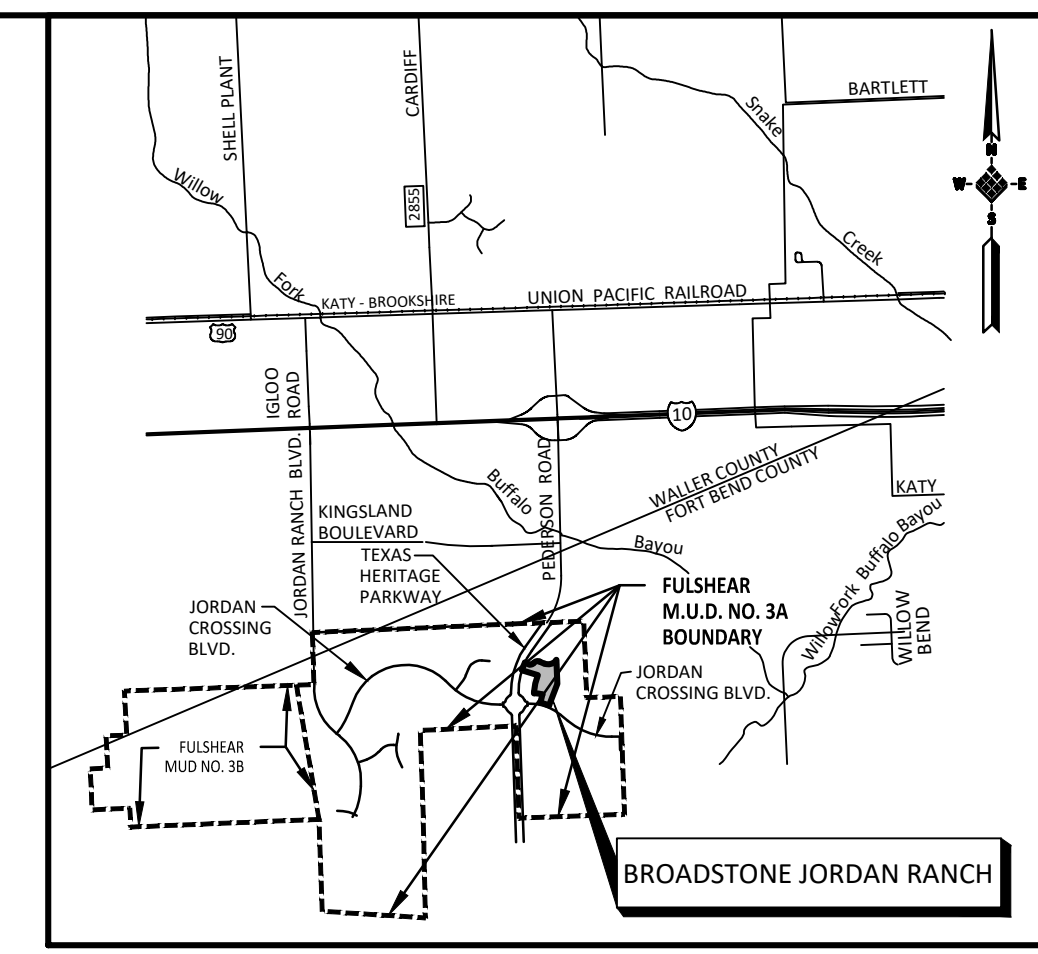 BARTLETT
SHELL PLANT
CARDIFF
Snake
Creek
Willow
Fork
2855
N
W
E
S
KATY - BROOKSHIRE
UNION PACIFIC RAILROAD
90
IGLOO
ROAD
JORDAN RANCH BLVD.
10
PEDERSON ROAD
Buffalo
Bayou
WALLER COUNTY
FORT BEND COUNTY
KATY
KINGSLAND
BOULEVARD
TEXAS
HERITAGE
PARKWAY
Willow Fork Buffalo Bayou
WILLOW
BEND
FULSHEAR
M.U.D. NO. 3A
BOUNDARY
JORDAN
CROSSING
BLVD.
JORDAN
CROSSING BLVD.
FULSHEAR
MUD NO. 3B
BROADSTONE JORDAN RANCH